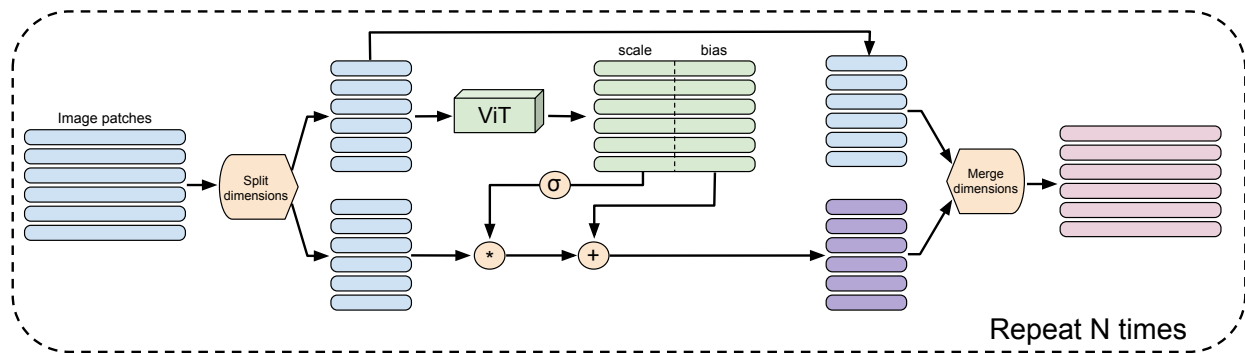 Image patches
Split
dimensions
ViT
scale
bias
σ
*
+
Merge
dimensions
Repeat N times